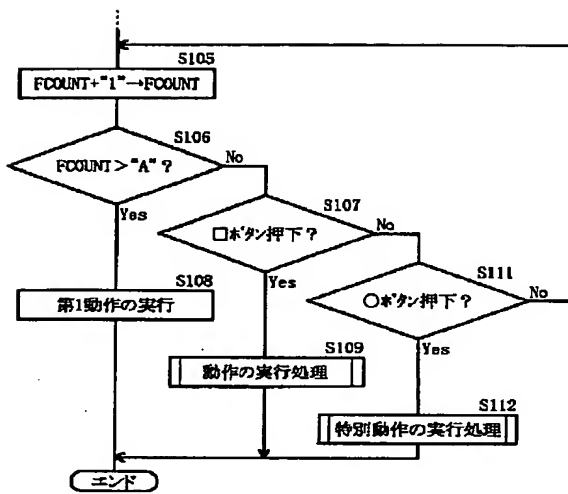 S105
FCOUNT+"1"→FCOUNT
S106
FCOUNT>"A"?
No
Yes
S107
□ボタン押下?
No
Yes
S108
第1動作の実行
S111
○ボタン押下?
No
Yes
S109
動作の実行処理
S112
特別動作の実行処理
エンド